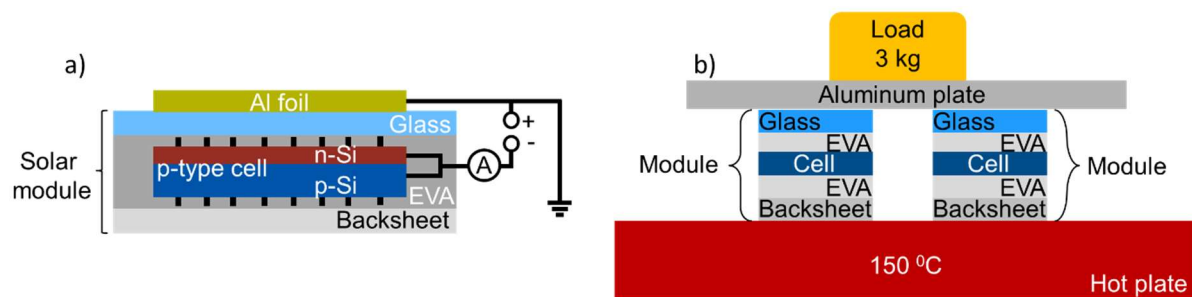 a)
Al foil
Glass
+
-
Solar
module
n-Si
p-type cell
A
p-Si
EVA
Backsheet
b)
Load
3 kg
Aluminum plate
Glass
Glass
EVA
EVA
Module
Cell
Cell
Module
EVA
EVA
Backsheet
Backsheet
150 ⁰C
Hot plate